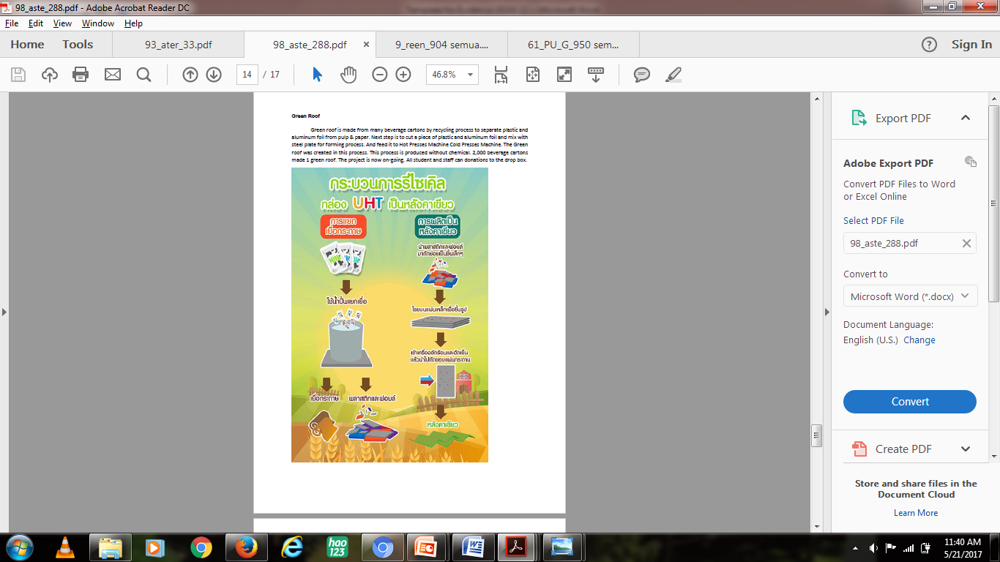 98_aste_288.pdf - Adobe Acrobat Reader DC
File Edit View Window Help
Home Tools 93_ater_33.pdf 98_aste_288.pdf 9_reen_904 semua.... 61_PU_G_950 sem... Sign In
14 / 17 46.8%
Green Roof
Green roof is made from many beverage cartons by recycling process to separate plastic and
aluminum foil from pulp & paper. Next step is to cut a piece of plastic and aluminum foil and mix with
steel plate for forming process. And feed it to Hot Presses Machine Cold Presses Machine. The Green
roof was created in this process. This process is produced without chemical. 2,000 beverage cartons
made 1 green roof. The project is now on-going. All student and staff can donations to the drop box.
กระบวนการรีไซเคิล
กล่อง UHT เป็นหลังคาเขียว
การแยก
เยื่อกระดาษ
ใช้น้ำปั่นแยกเยื่อ
เยื่อกระดาษ พลาสติกและฟอยล์
การผลิตเป็น
หลังคาเขียว
นำพลาสติกและฟอยล์
มาตัดย่อยเป็นชิ้นเล็กๆ
โรยบนแผ่นเหล็กเพื่อขึ้นรูป
เข้าเครื่องอัดร้อนและอัดเย็น
แล้วนำไปตัดขอบแผ่นกระดาน
หลังคาเขียว
Export PDF
Adobe Export PDF
Convert PDF Files to Word
or Excel Online
Select PDF File
98_aste_288.pdf
Convert to
Microsoft Word (*.docx)
Document Language:
English (U.S.) Change
Convert
Create PDF
Store and share files in the
Document Cloud
Learn More
hao
123
11:40 AM
5/21/2017